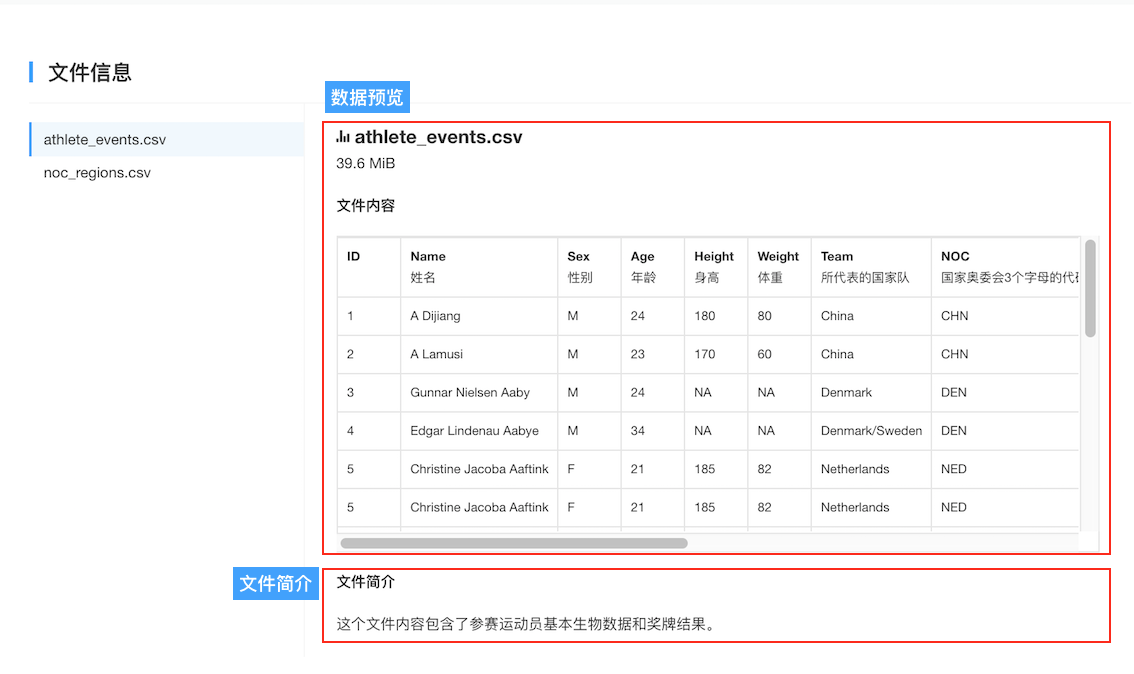 文件信息
athlete_events.csv
noc_regions.csv
数据预览
athlete_events.csv
39.6 MiB
文件内容
ID Name Sex Age Height Weight Team NOC
姓名 性别 年龄 身高 体重 所代表的国家队 国家奥委会3个字母的代
1 A Dijiang M 24 180 80 China CHN
2 A Lamusi M 23 170 60 China CHN
3 Gunnar Nielsen Aaby M 24 NA NA Denmark DEN
4 Edgar Lindenau Aabye M 34 NA NA Denmark/Sweden DEN
5 Christine Jacoba Aaftink F 21 185 82 Netherlands NED
5 Christine Jacoba Aaftink F 21 185 82 Netherlands NED
文件简介
文件简介
这个文件内容包含了参赛运动员基本生物数据和奖牌结果。